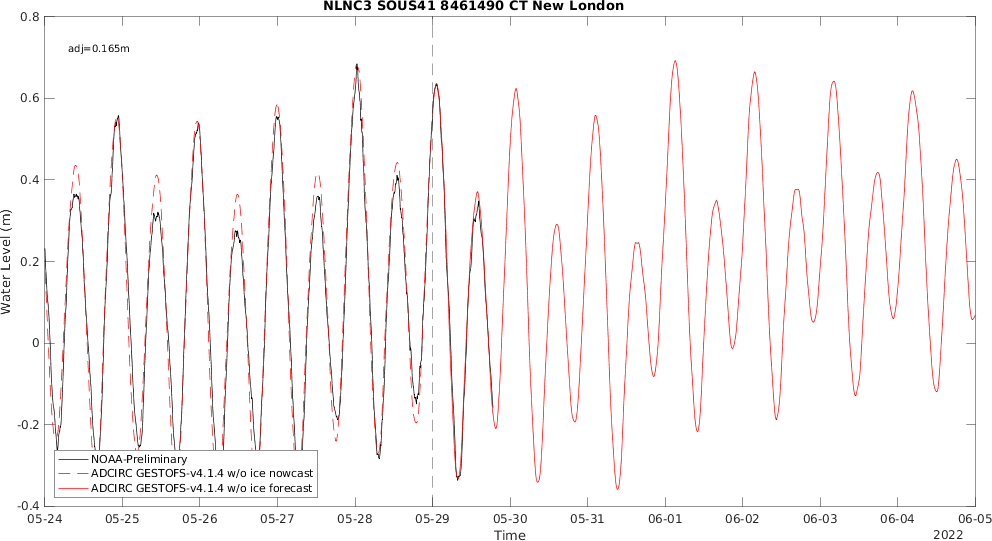 NLNC3 SOUS41 8461490 CT New London
adj=0.165m
Water Level (m)
0.8
0.6
0.4
0.2
0
-0.2
-0.4
NOAA-Preliminary
ADCIRC GESTOFS-v4.1.4 w/o ice nowcast
ADCIRC GESTOFS-v4.1.4 w/o ice forecast
05-24 05-25 05-26 05-27 05-28 05-29 05-30 05-31 06-01 06-02 06-03 06-04 06-05
Time
2022